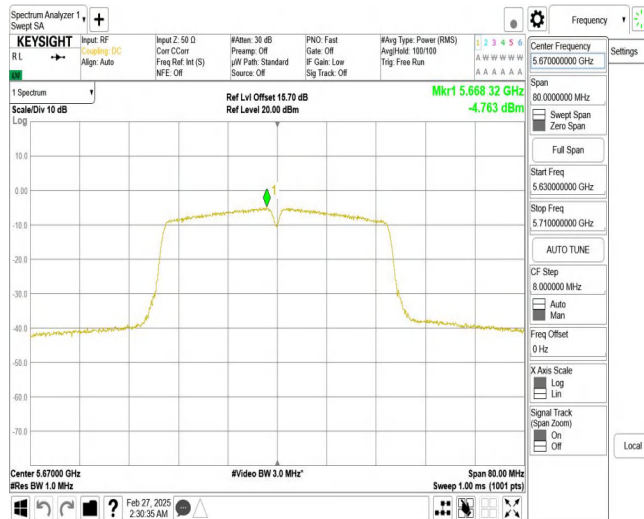 Spectrum Analyzer 1
Swept SA
+
Frequency
KEYSIGHT
R L
Input: RF
Coupling: DC
Align: Auto
Input Z: 50 Ω
Corr CCorr
Freq Ref: Int (S)
NFE: Off
#Atten: 30 dB
Preamp: Off
µW Path: Standard
Source: Off
PNO: Fast
Gate: Off
IF Gain: Low
Sig Track: Off
#Avg Type: Power (RMS)
Avg|Hold: 100/100
Trig: Free Run
1 2 3 4 5 6
A W W W W W
A A A A A A
1 Spectrum
Scale/Div 10 dB
Log
Ref Lvl Offset 15.70 dB
Ref Level 20.00 dBm
Mkr1 5.668 32 GHz
-4.763 dBm
1
10.0
0.00
-10.0
-20.0
-30.0
-40.0
-50.0
-60.0
-70.0
Center 5.67000 GHz
#Res BW 1.0 MHz
#Video BW 3.0 MHz*
Span 80.00 MHz
Sweep 1.00 ms (1001 pts)
?
Feb 27, 2025
2:30:35 AM
Center Frequency
5.670000000 GHz
Settings
Span
80.0000000 MHz
Swept Span
Zero Span
Full Span
Start Freq
5.630000000 GHz
Stop Freq
5.710000000 GHz
AUTO TUNE
CF Step
8.000000 MHz
Auto
Man
Freq Offset
0 Hz
X Axis Scale
Log
Lin
Signal Track
(Span Zoom)
On
Off
Local